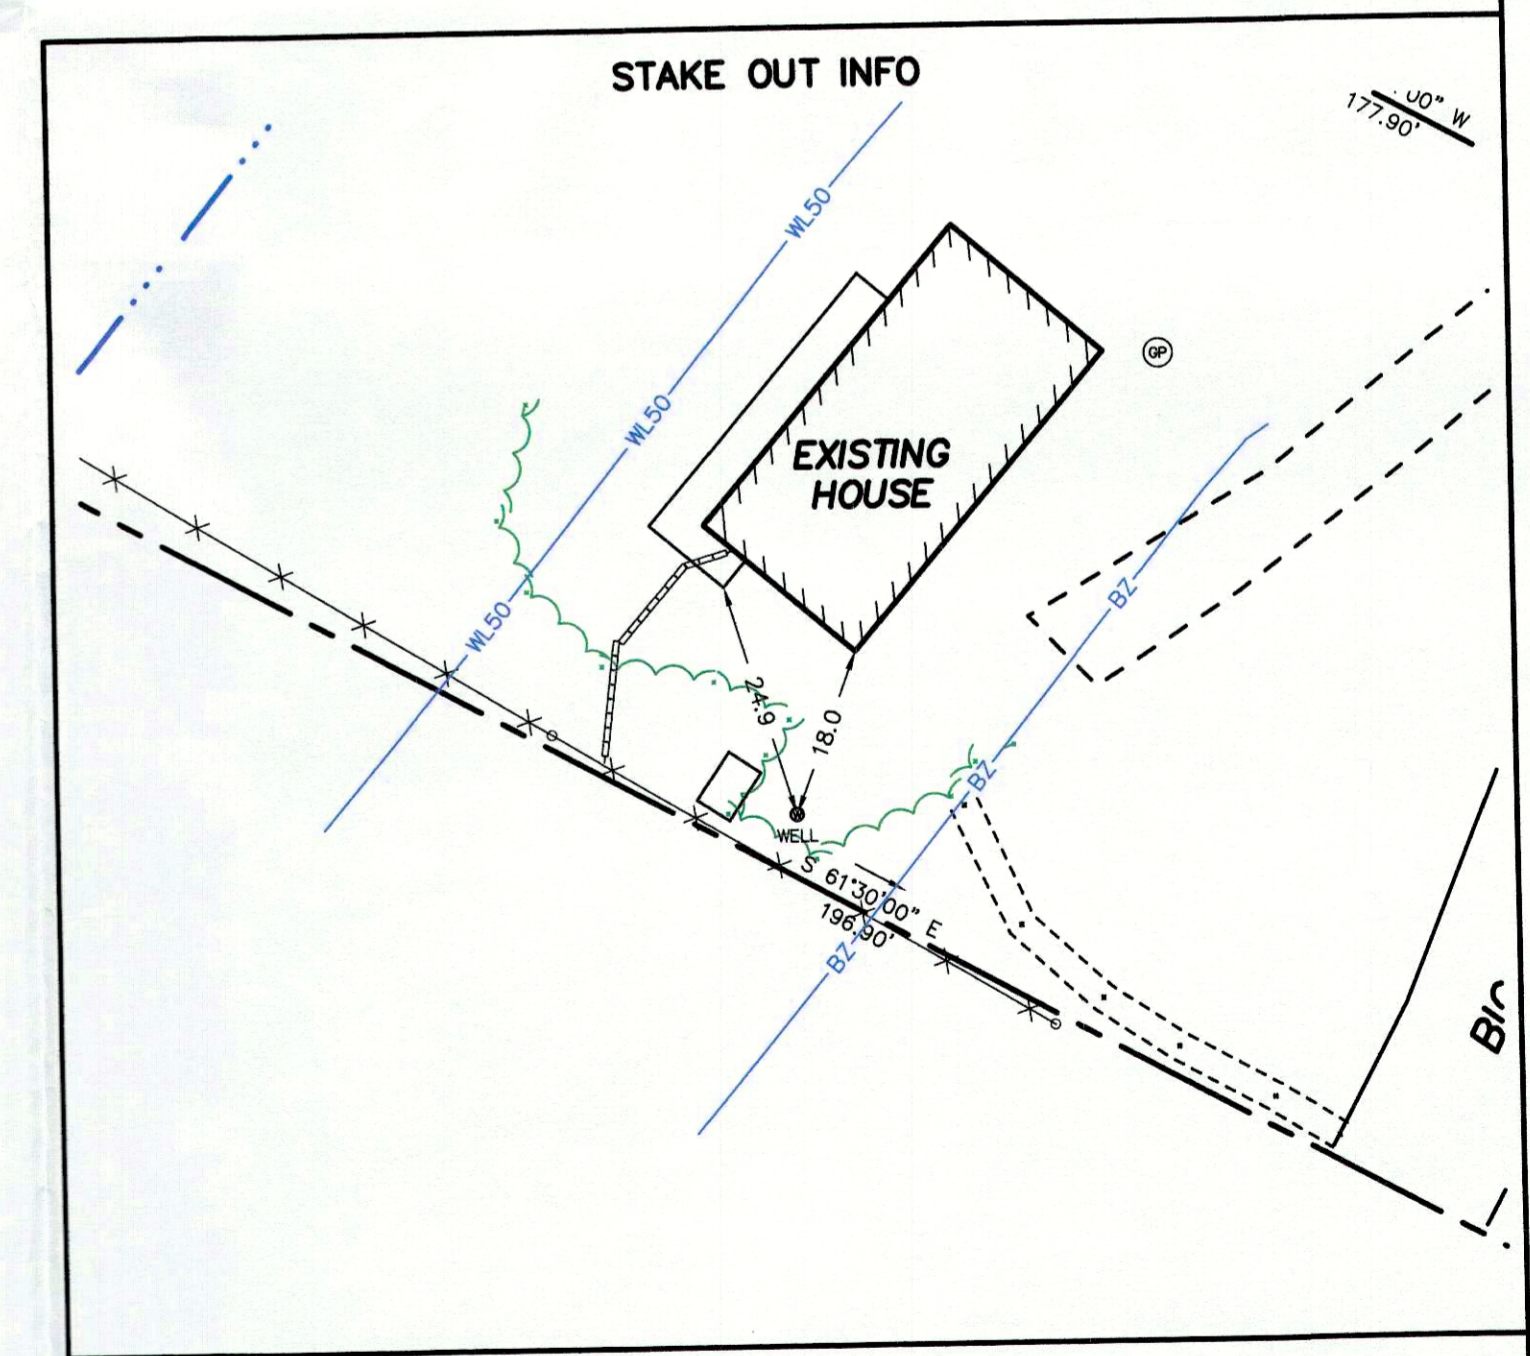 STAKE OUT INFO
00" W
177.90'
WL50
GP
WL50
EXISTING
HOUSE
BZ
WL50
24.9
18.0
BZ
WELL
S 61°30'00" E
196.90'
BZ